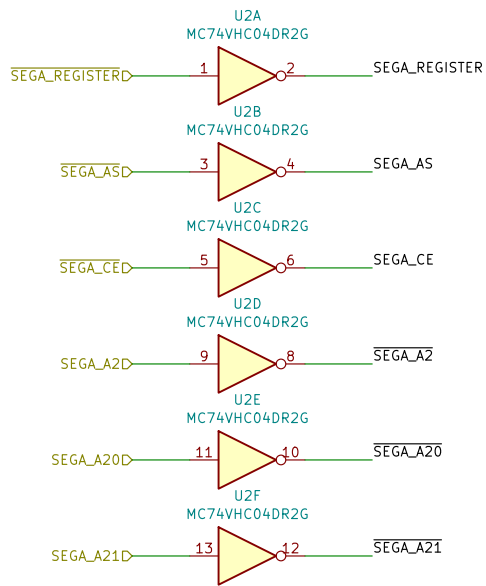 U2A
MC74VHC04DR2G
SEGA_REGISTER 1 2 SEGA_REGISTER
U2B
MC74VHC04DR2G
SEGA_AS 3 4 SEGA_AS
U2C
MC74VHC04DR2G
SEGA_CE 5 6 SEGA_CE
U2D
MC74VHC04DR2G
SEGA_A2 9 8 SEGA_A2
U2E
MC74VHC04DR2G
SEGA_A20 11 10 SEGA_A20
U2F
MC74VHC04DR2G
SEGA_A21 13 12 SEGA_A21